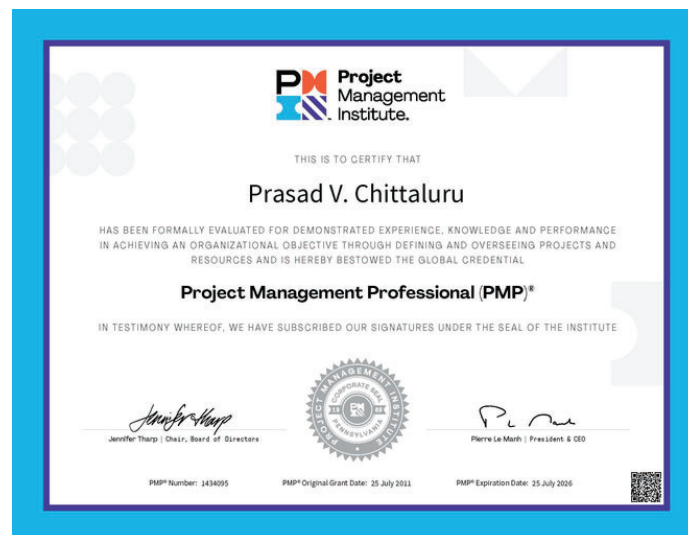 Project
Management
Institute.
THIS IS TO CERTIFY THAT
Prasad V. Chittaluru
HAS BEEN FORMALLY EVALUATED FOR DEMONSTRATED EXPERIENCE, KNOWLEDGE AND PERFORMANCE
IN ACHIEVING AN ORGANIZATIONAL OBJECTIVE THROUGH DEFINING AND OVERSEEING PROJECTS AND
RESOURCES AND IS HEREBY BESTOWED THE GLOBAL CREDENTIAL
Project Management Professional (PMP)®
IN TESTIMONY WHEREOF, WE HAVE SUBSCRIBED OUR SIGNATURES UNDER THE SEAL OF THE INSTITUTE
PROJECT MANAGEMENT INSTITUTE
CORPORATE SEAL
PENNSYLVANIA
Jennifer Tharp
Jennifer Tharp | Chair, Board of Directors
Pierre Le Manh | President & CEO
PMP® Number: 1434095 PMP® Original Grant Date: 25 July 2011 PMP® Expiration Date: 25 July 2026